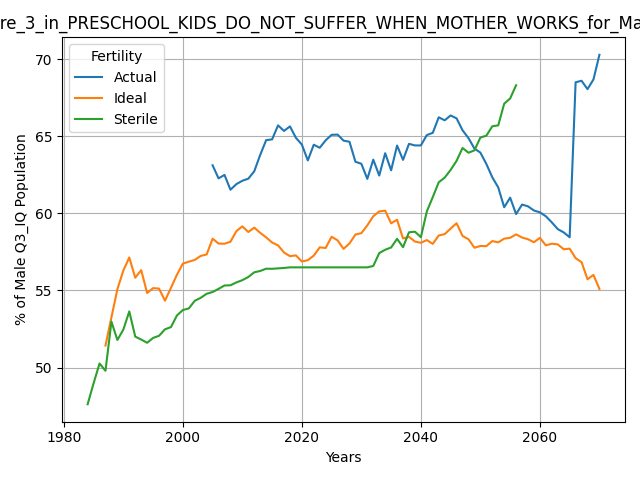 re_3_in_PRESCHOOL_KIDS_DO_NOT_SUFFER_WHEN_MOTHER_WORKS_for_Ma
Fertility
Actual
Ideal
Sterile
% of Male Q3_IQ Population
70
65
60
55
50
1980
2000
2020
2040
2060
Years